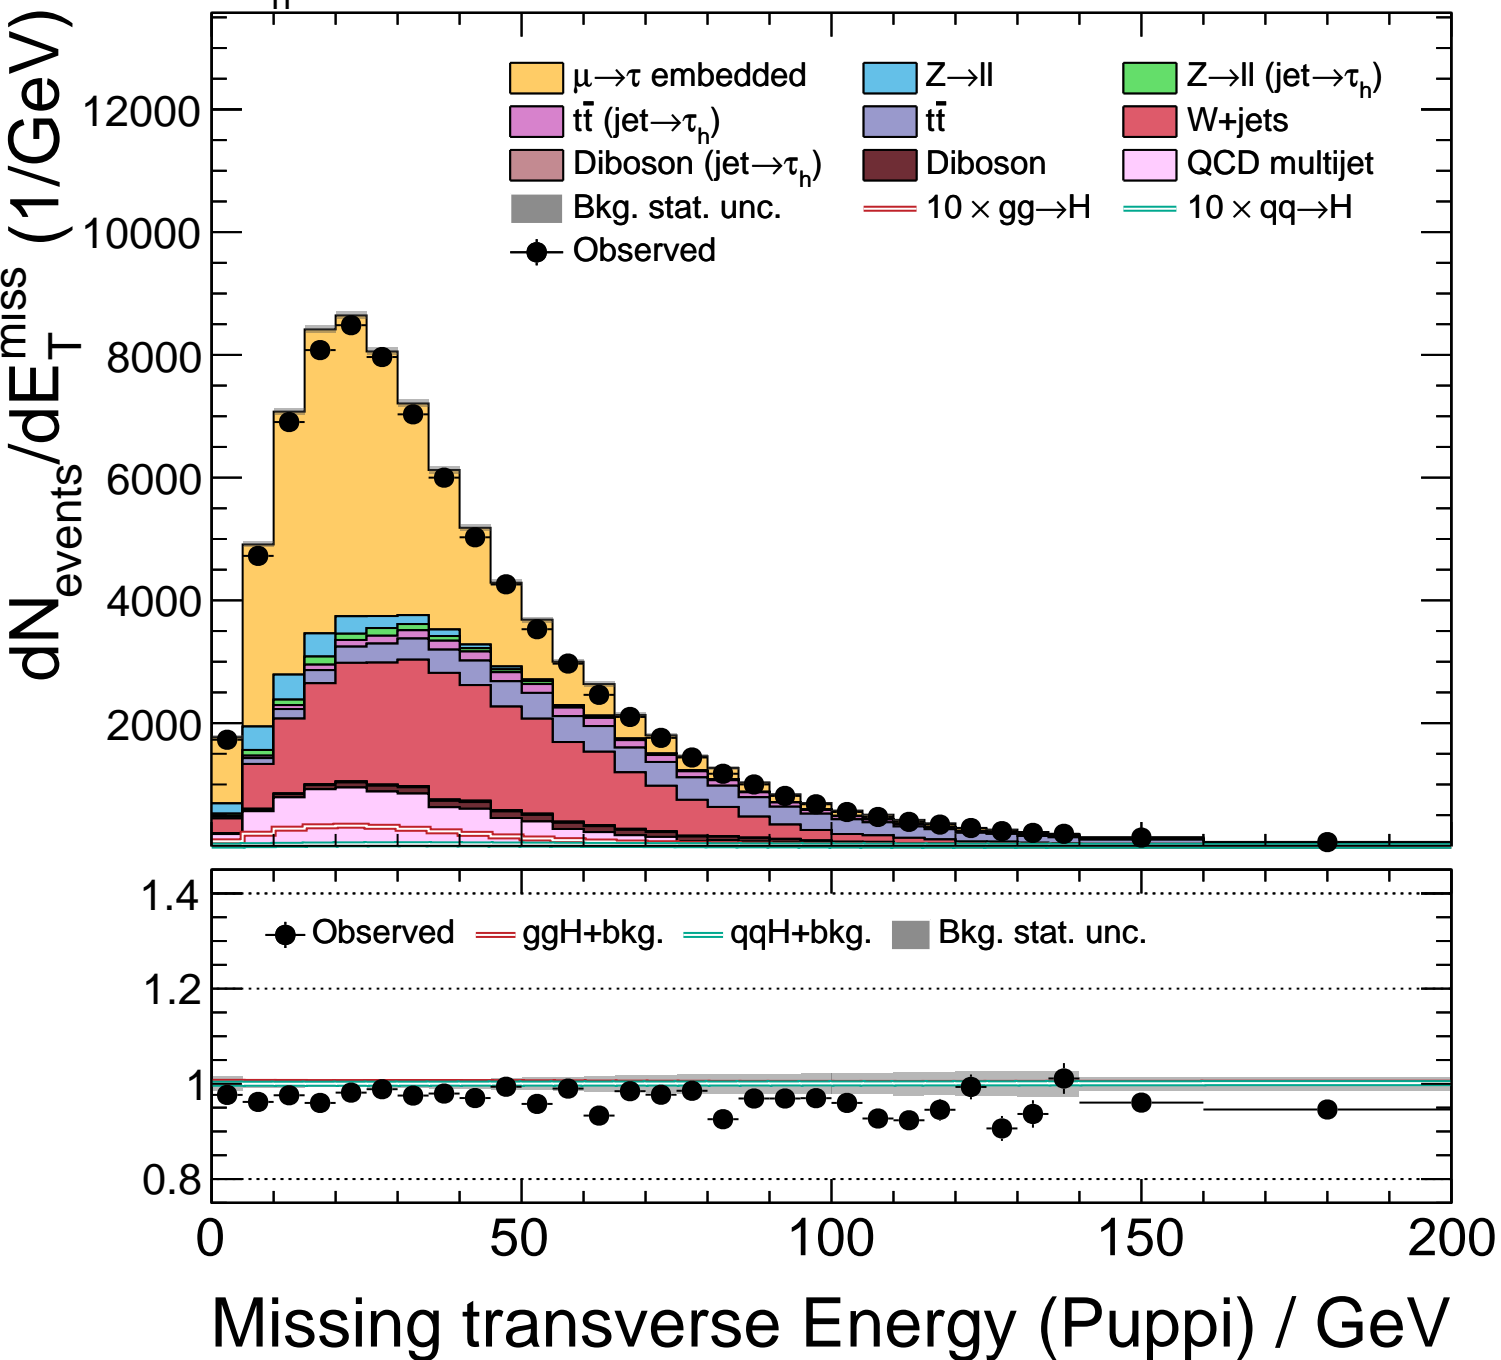 dN_events/dE_T^miss (1/GeV)
12000
10000
8000
6000
4000
2000
μ→τ embedded Z→ll Z→ll (jet→τ_h)
tt̄ (jet→τ_h) tt̄ W+jets
Diboson (jet→τ_h) Diboson QCD multijet
Bkg. stat. unc. 10 × gg→H 10 × qq→H
Observed
1.4
1.2
1
0.8
Observed ggH+bkg. qqH+bkg. Bkg. stat. unc.
0 50 100 150 200
Missing transverse Energy (Puppi) / GeV